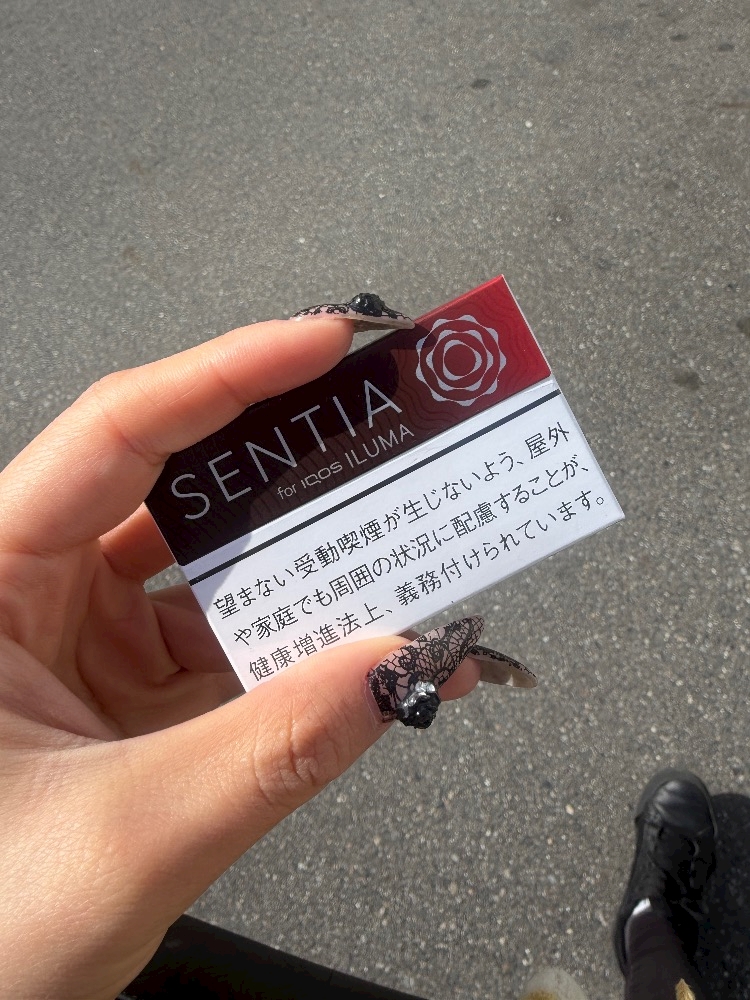 SENTIA
for IQOS ILUMA
望まない受動喫煙が生じないよう、屋外
や家庭でも周囲の状況に配慮することが、
健康増進法上、義務付けられています。